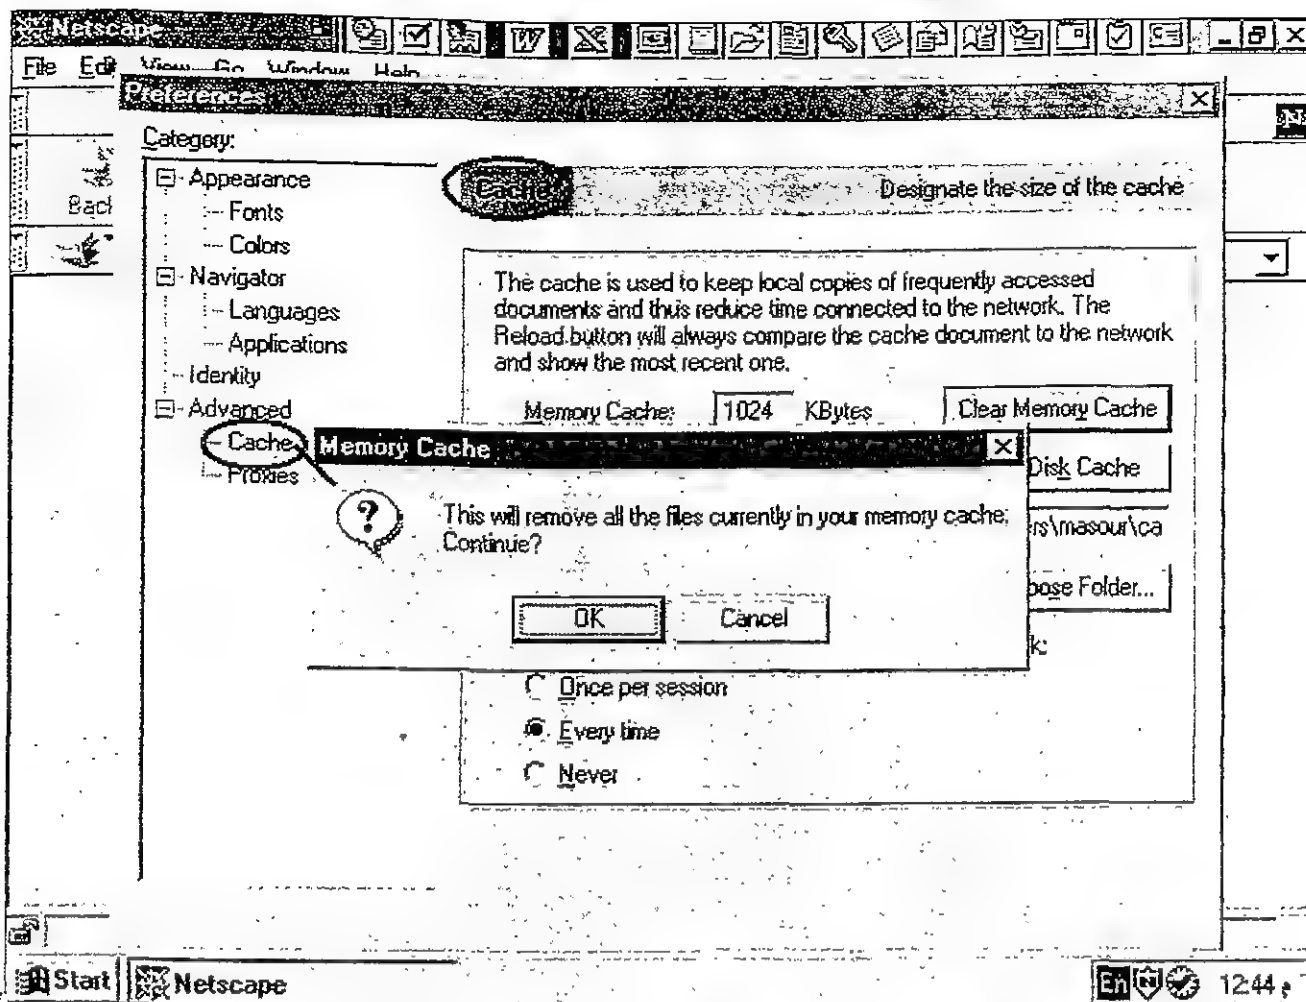 Netscape
File Edit View Go Window Help
Preferences
Category:
Appearance
Fonts
Colors
Navigator
Languages
Applications
Identity
Advanced
Cache
Proxies
Back
Cache
Designate the size of the cache
The cache is used to keep local copies of frequently accessed
documents and thus reduce time connected to the network. The
Reload button will always compare the cache document to the network
and show the most recent one.
Memory Cache: 1024 KBytes Clear Memory Cache
Disk Cache
rs\masour\ca
oose Folder...
k:
Memory Cache
This will remove all the files currently in your memory cache;
Continue?
OK Cancel
Once per session
Every time
Never
Start Netscape En 12:44 م